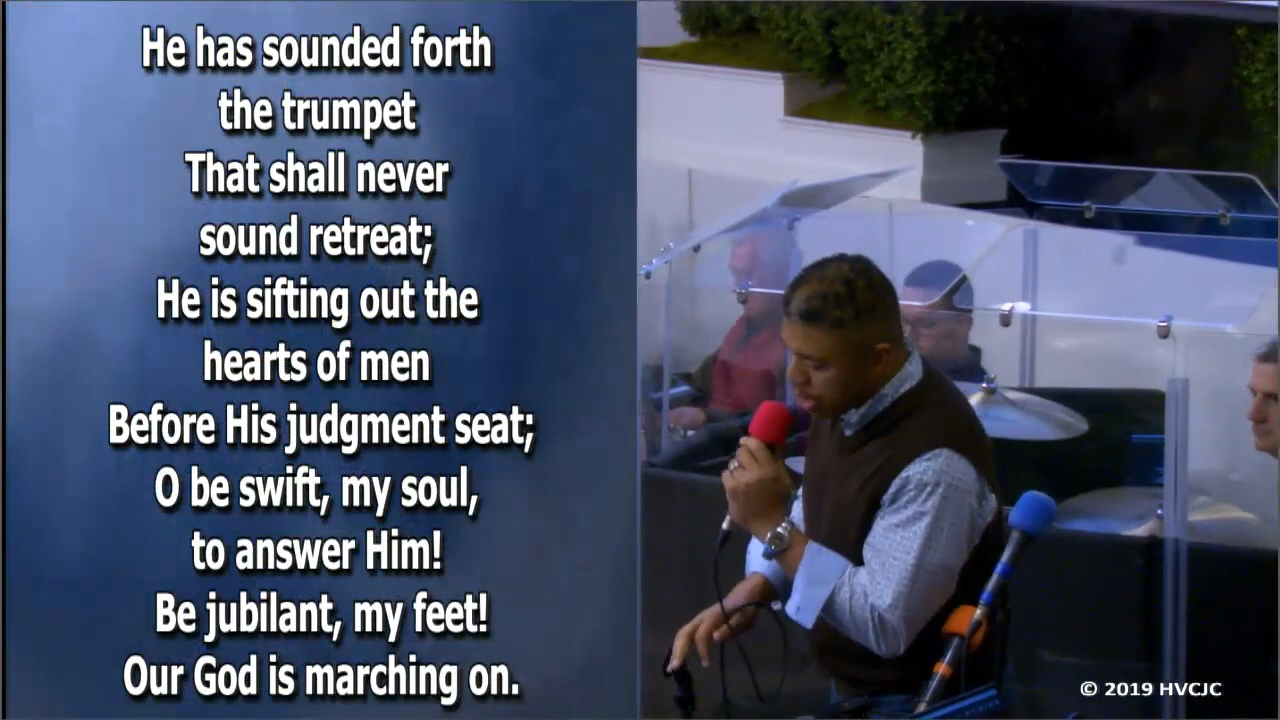 He has sounded forth
the trumpet
That shall never
sound retreat;
He is sifting out the
hearts of men
Before His judgment seat;
O be swift, my soul,
to answer Him!
Be jubilant, my feet!
Our God is marching on.
© 2019 HVCJC